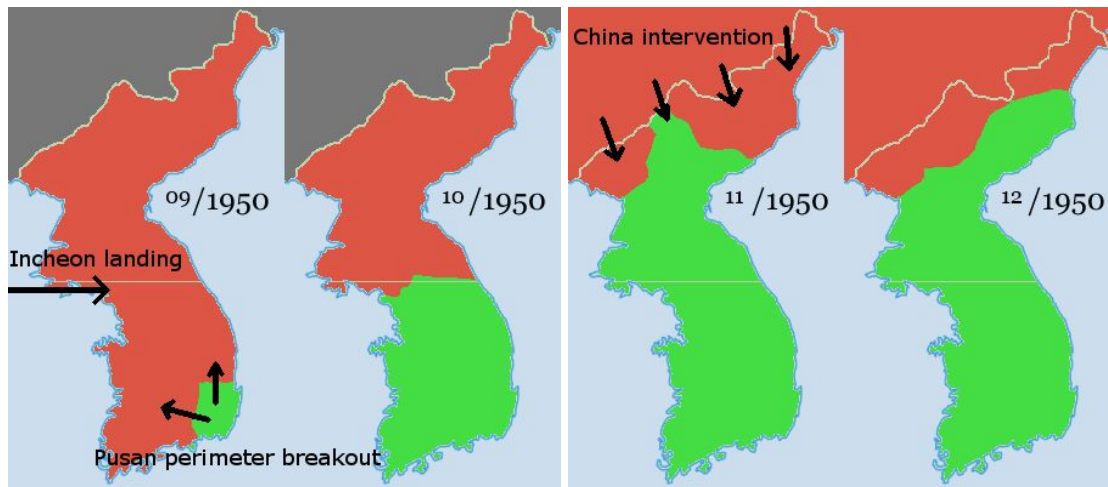 09/1950
Incheon landing
Pusan perimeter breakout
10/1950
China intervention
11/1950
12/1950